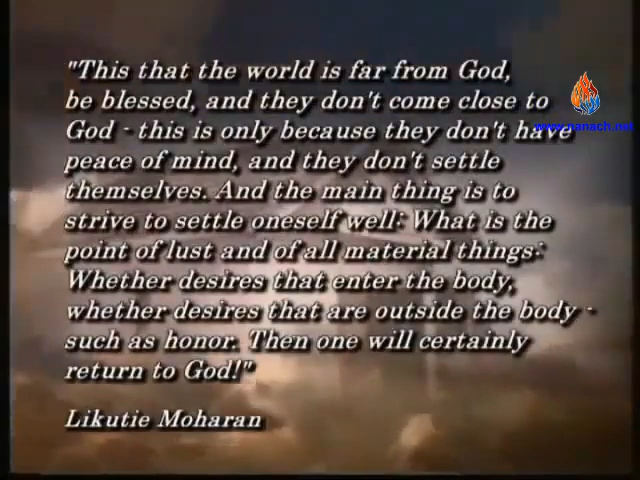 "This that the world is far from God,
be blessed, and they don't come close to
God - this is only because they don't have
peace of mind, and they don't settle
themselves. And the main thing is to
strive to settle oneself well: What is the
point of lust and of all material things:
Whether desires that enter the body,
whether desires that are outside the body -
such as honor. Then one will certainly
return to God!"
Likutie Moharan
www.nanach.net